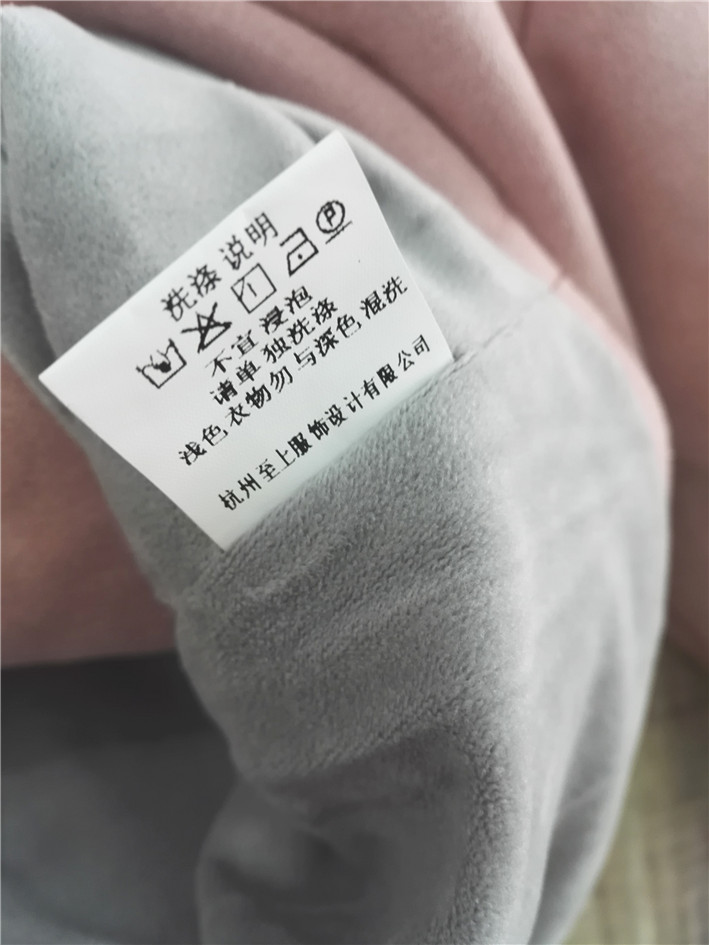 洗涤说明
P
不宜浸泡
请单独洗涤
浅色衣物勿与深色混洗
杭州至上服饰设计有限公司